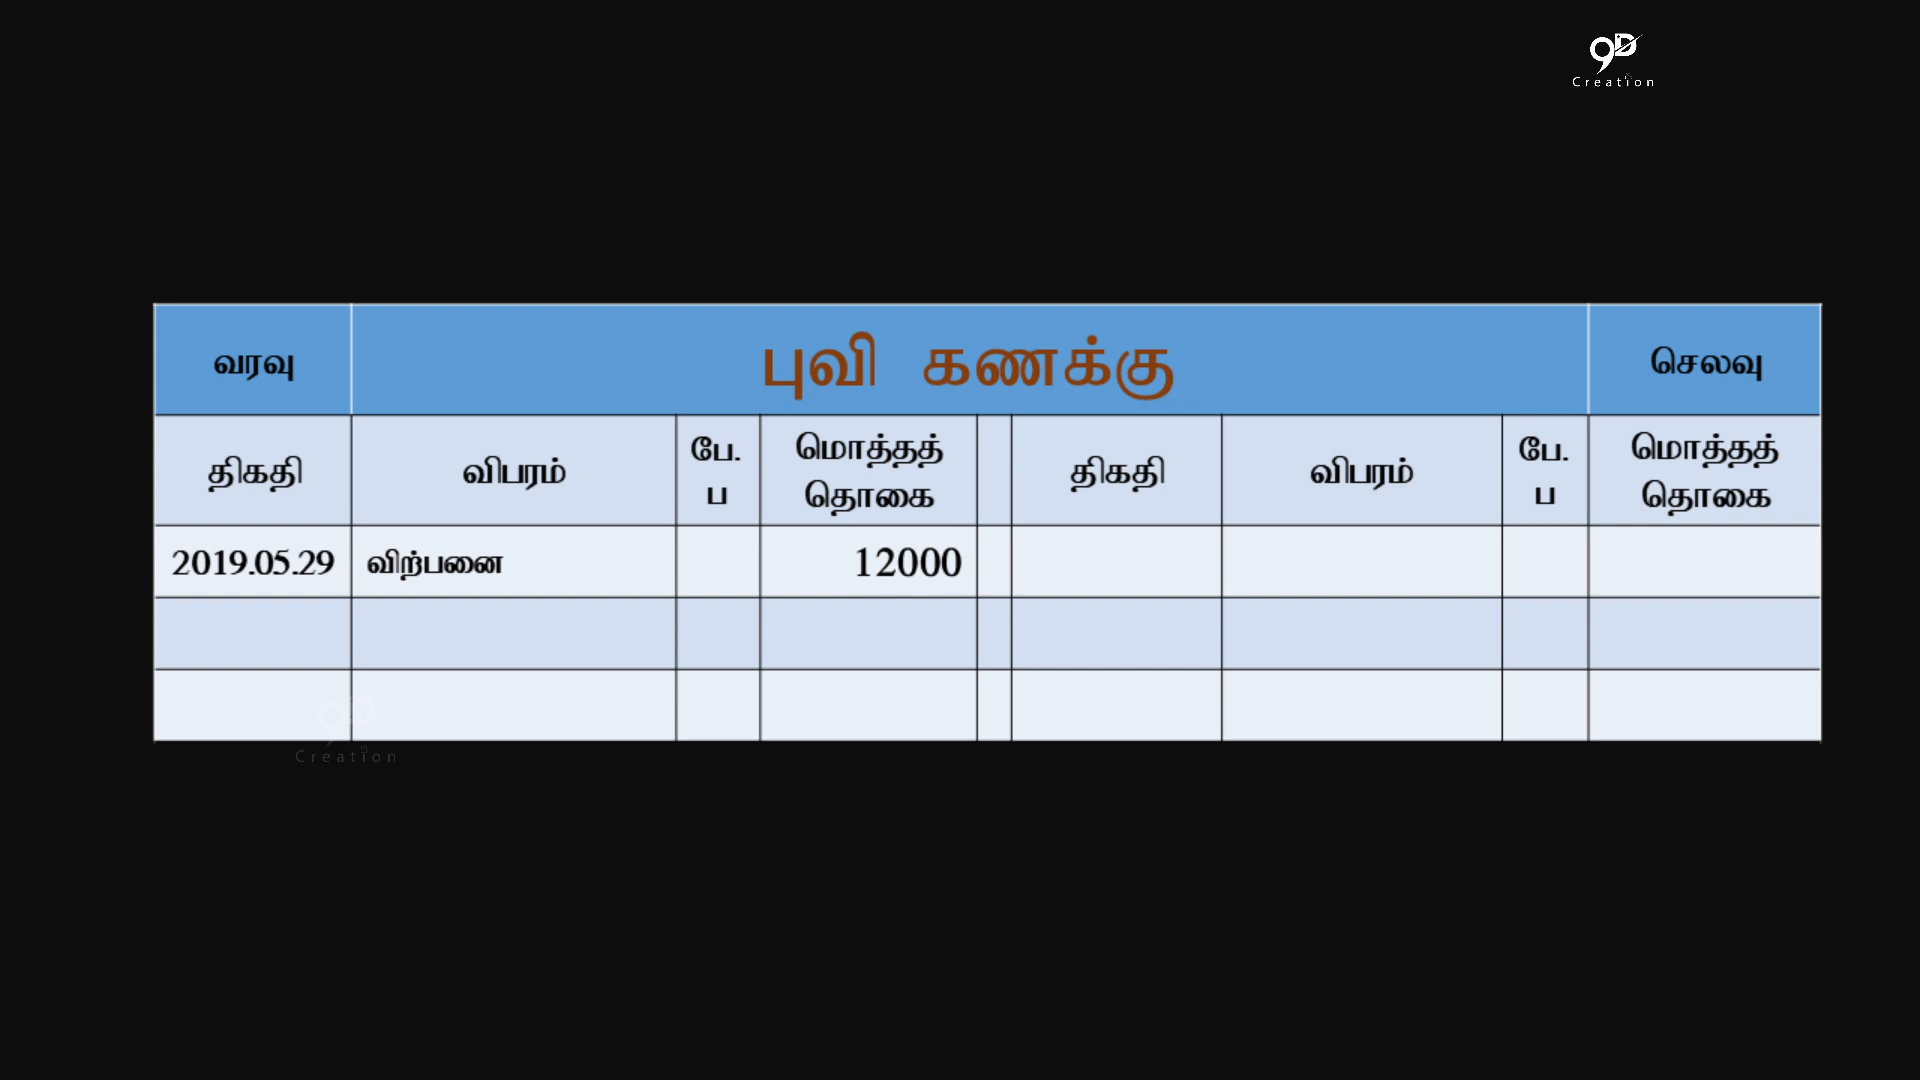 9D
Creation
வரவு புவி கணக்கு செலவு
திகதி விபரம் பே. ப மொத்தத் தொகை திகதி விபரம் பே. ப மொத்தத் தொகை
2019.05.29 விற்பனை 12000
Creation